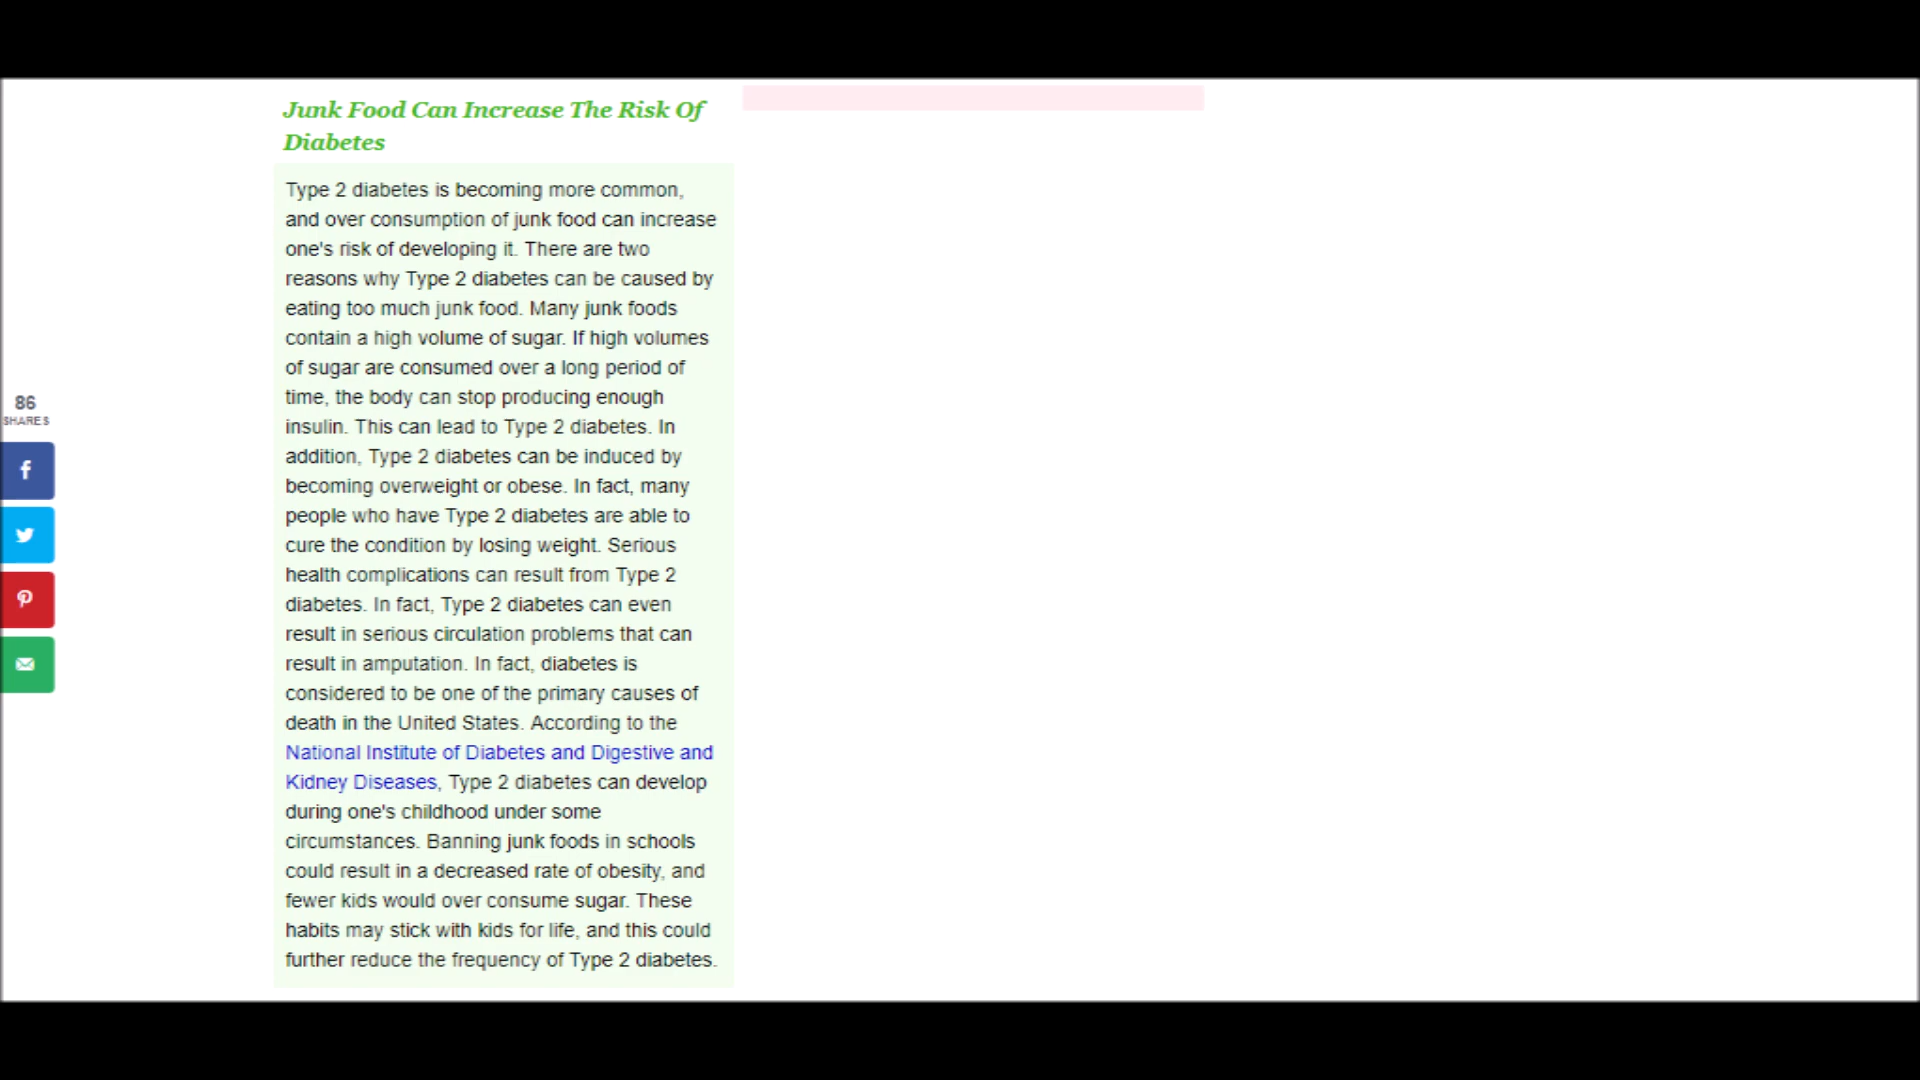 Junk Food Can Increase The Risk Of
Diabetes
Type 2 diabetes is becoming more common,
and over consumption of junk food can increase
one's risk of developing it. There are two
reasons why Type 2 diabetes can be caused by
eating too much junk food. Many junk foods
contain a high volume of sugar. If high volumes
of sugar are consumed over a long period of
time, the body can stop producing enough
insulin. This can lead to Type 2 diabetes. In
addition, Type 2 diabetes can be induced by
becoming overweight or obese. In fact, many
people who have Type 2 diabetes are able to
cure the condition by losing weight. Serious
health complications can result from Type 2
diabetes. In fact, Type 2 diabetes can even
result in serious circulation problems that can
result in amputation. In fact, diabetes is
considered to be one of the primary causes of
death in the United States. According to the
National Institute of Diabetes and Digestive and
Kidney Diseases, Type 2 diabetes can develop
during one's childhood under some
circumstances. Banning junk foods in schools
could result in a decreased rate of obesity, and
fewer kids would over consume sugar. These
habits may stick with kids for life, and this could
further reduce the frequency of Type 2 diabetes.
86
SHARES